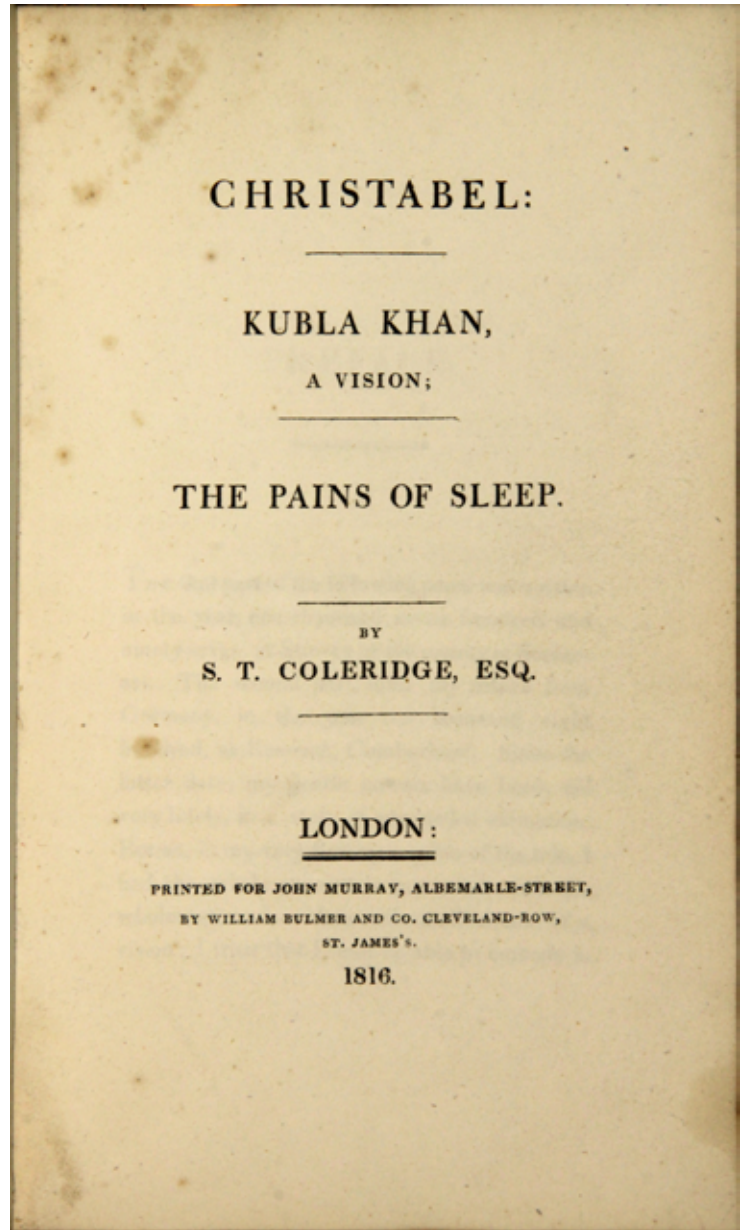 CHRISTABEL:
KUBLA KHAN,
A VISION;
THE PAINS OF SLEEP.
BY
S. T. COLERIDGE, ESQ.
LONDON:
PRINTED FOR JOHN MURRAY, ALBEMARLE-STREET,
BY WILLIAM BULMER AND CO. CLEVELAND-ROW,
ST. JAMES'S.
1816.